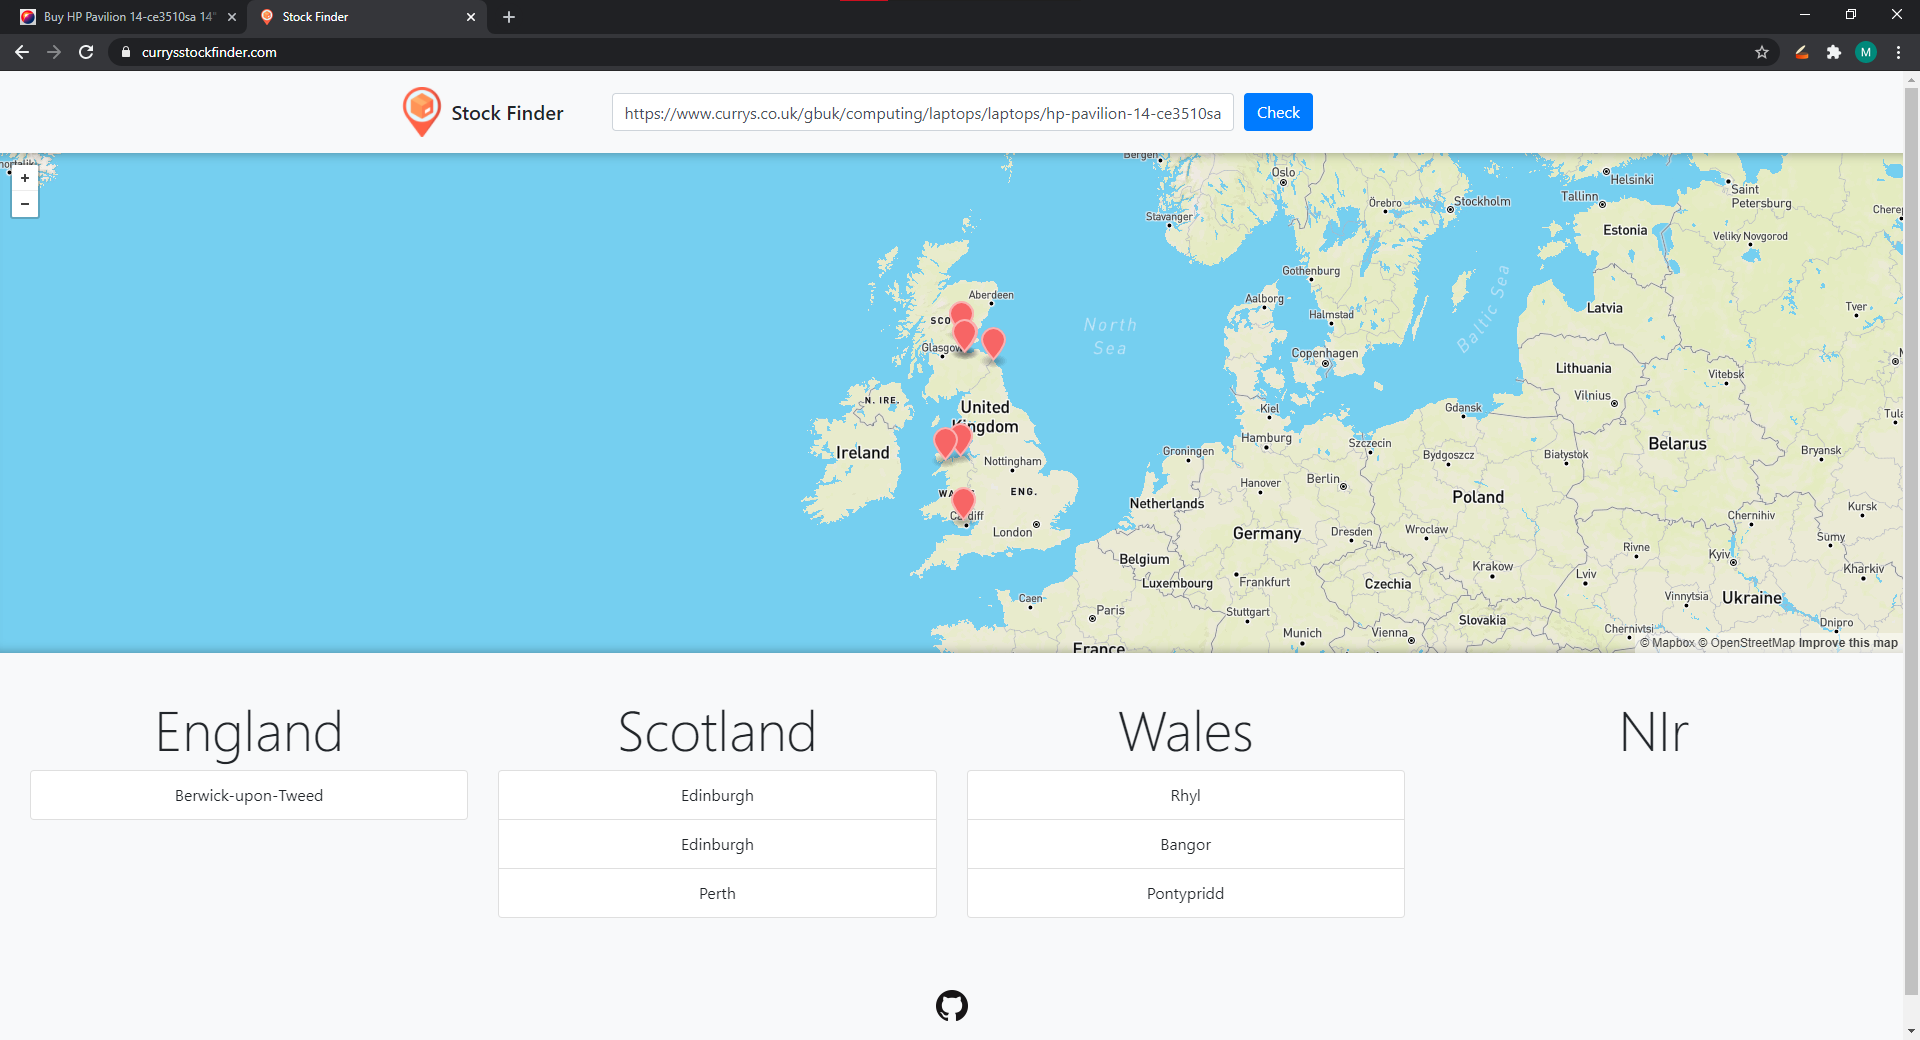 Buy HP Pavilion 14-ce3510sa 14"
Stock Finder
currysstockfinder.com
M
Stock Finder
https://www.currys.co.uk/gbuk/computing/laptops/laptops/hp-pavilion-14-ce3510sa
Check
+
−
Bergen
Oslo
Helsinki
Tallinn
Saint
Petersburg
Stavanger
Örebro
Stockholm
Estonia
Veliky Novgorod
Gothenburg
Baltic Sea
Aberdeen
Aalborg
Latvia
Tver
Halmstad
North
Sea
Glasgow
Copenhagen
Lithuania
Vitebsk
Vilnius
N. IRE.
United
Kingdom
Kiel
Gdansk
Hamburg
Szczecin
Belarus
Ireland
Groningen
Bydgoszcz
Białystok
Bryansk
Nottingham
Hanover
Berlin
ENG.
Netherlands
Poland
Cardiff
London
Germany
Dresden
Wroclaw
Chernihiv
Kursk
Sumy
Belgium
Rivne
Kyiv
Luxembourg
Frankfurt
Czechia
Krakow
Lviv
Kharkiv
Caen
Paris
Stuttgart
Slovakia
Vinnytsia
Ukraine
Munich
Vienna
Chernivtsi
Dnipro
France
© Mapbox © OpenStreetMap Improve this map
England
Scotland
Wales
NIr
Berwick-upon-Tweed
Edinburgh
Rhyl
Edinburgh
Bangor
Perth
Pontypridd